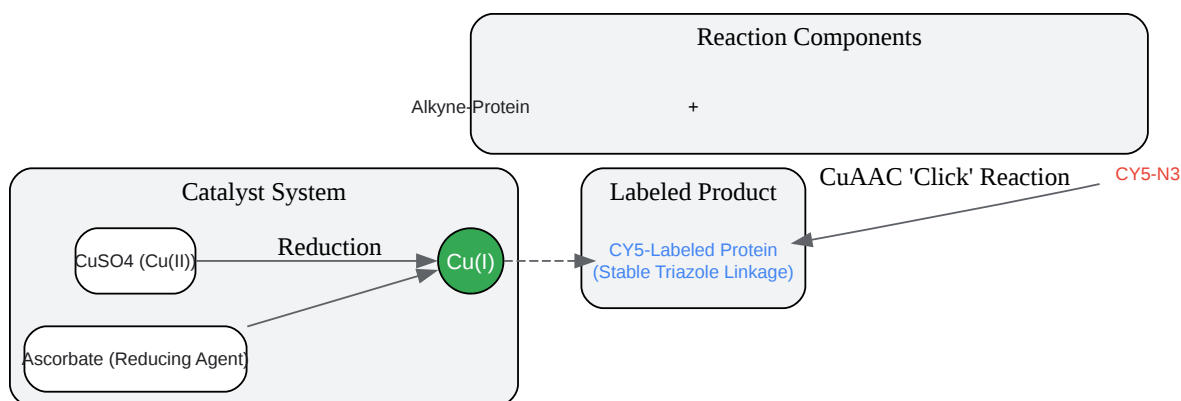 Reaction Components
Alkyne-Protein
+
Catalyst System
CuSO4 (Cu(II))
Reduction
Cu(I)
Ascorbate (Reducing Agent)
Labeled Product
CY5-Labeled Protein
(Stable Triazole Linkage)
CuAAC 'Click' Reaction
CY5-N3